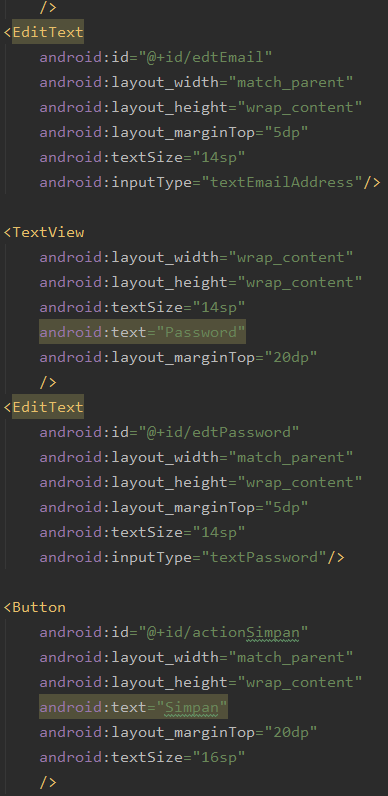 />
<EditText
android:id="@+id/edtEmail"
android:layout_width="match_parent"
android:layout_height="wrap_content"
android:layout_marginTop="5dp"
android:textSize="14sp"
android:inputType="textEmailAddress"/>
<TextView
android:layout_width="wrap_content"
android:layout_height="wrap_content"
android:textSize="14sp"
android:text="Password"
android:layout_marginTop="20dp"
/>
<EditText
android:id="@+id/edtPassword"
android:layout_width="match_parent"
android:layout_height="wrap_content"
android:layout_marginTop="5dp"
android:textSize="14sp"
android:inputType="textPassword"/>
<Button
android:id="@+id/actionSimpan"
android:layout_width="match_parent"
android:layout_height="wrap_content"
android:text="Simpan"
android:layout_marginTop="20dp"
android:textSize="16sp"
/>